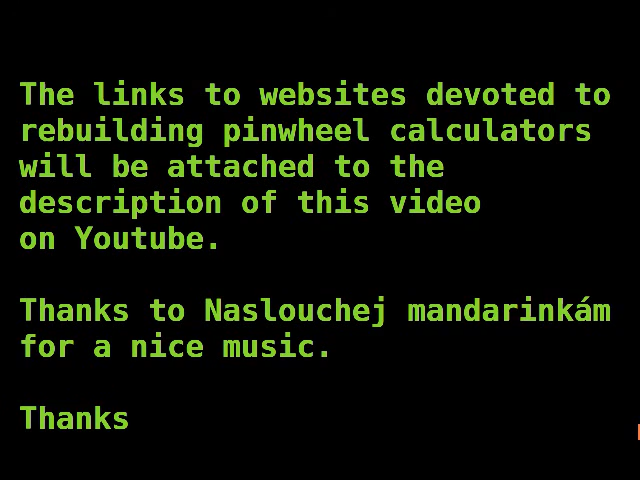 The links to websites devoted to
rebuilding pinwheel calculators
will be attached to the
description of this video
on Youtube.
Thanks to Naslouchej mandarinkám
for a nice music.
Thanks